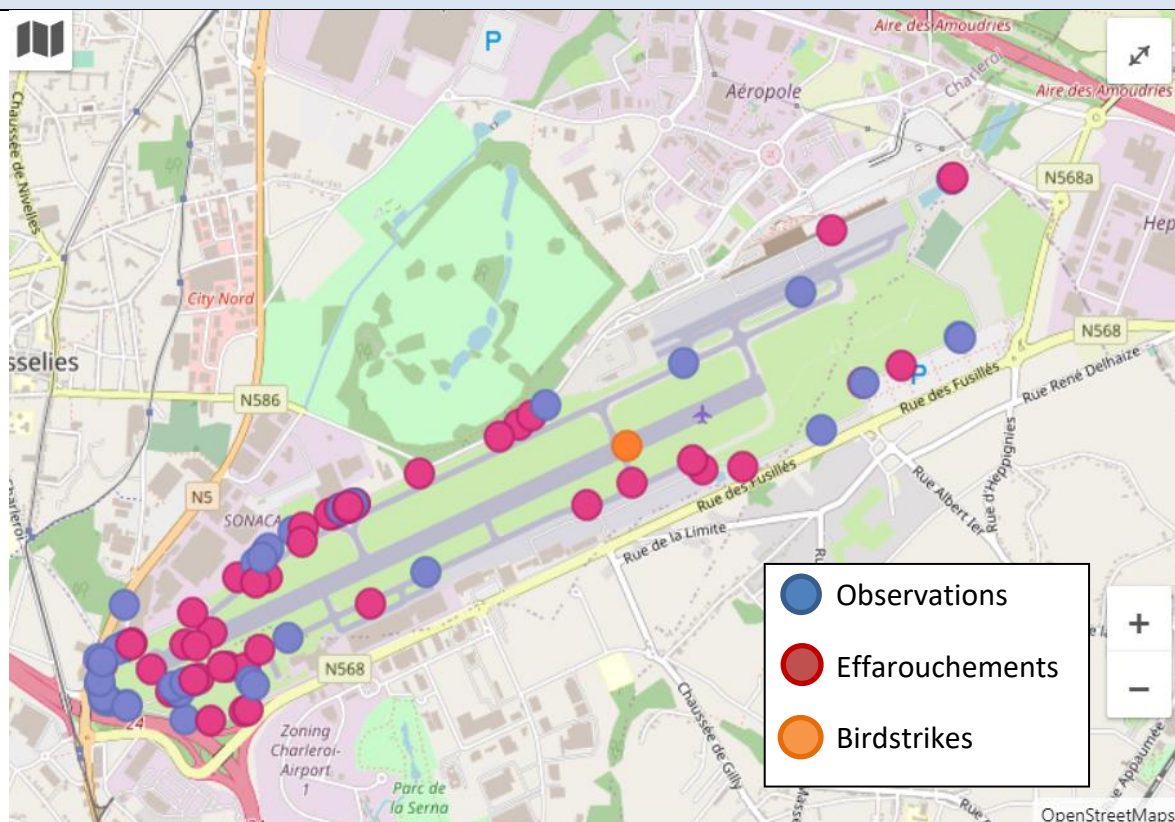 P
Aire des Amoudries
Charleroi
Aire des Amoudries
Aéropole
Chaussée de Nivelles
N568a
Hep
City Nord
sselies
N568
Rue René Delhaize
P
Rue des Fusillés
N586
N5
SONACA
Rue des Fusillés
Rue Albert Ier
Rue d'Heppignies
Rue de la Limite
Charleroi
Observations
Effarouchements
Birdstrikes
+
−
N568
24
Zoning
Charleroi-
Airport
1
Parc de
la Serna
Chaussée de Gilly
Rue Appaumée
OpenStreetMaps